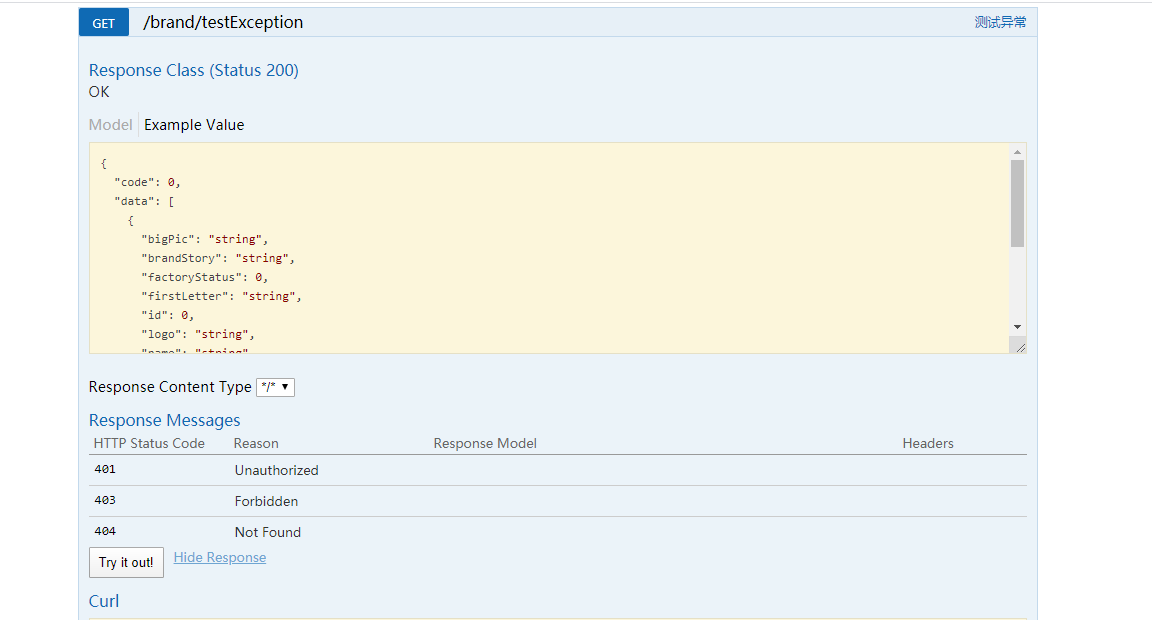 GET /brand/testException 测试异常
Response Class (Status 200)
OK
Model Example Value
{
"code": 0,
"data": [
{
"bigPic": "string",
"brandStory": "string",
"factoryStatus": 0,
"firstLetter": "string",
"id": 0,
"logo": "string",
"name": "string"
Response Content Type */*
Response Messages
HTTP Status Code Reason Response Model Headers
401 Unauthorized
403 Forbidden
404 Not Found
Try it out! Hide Response
Curl